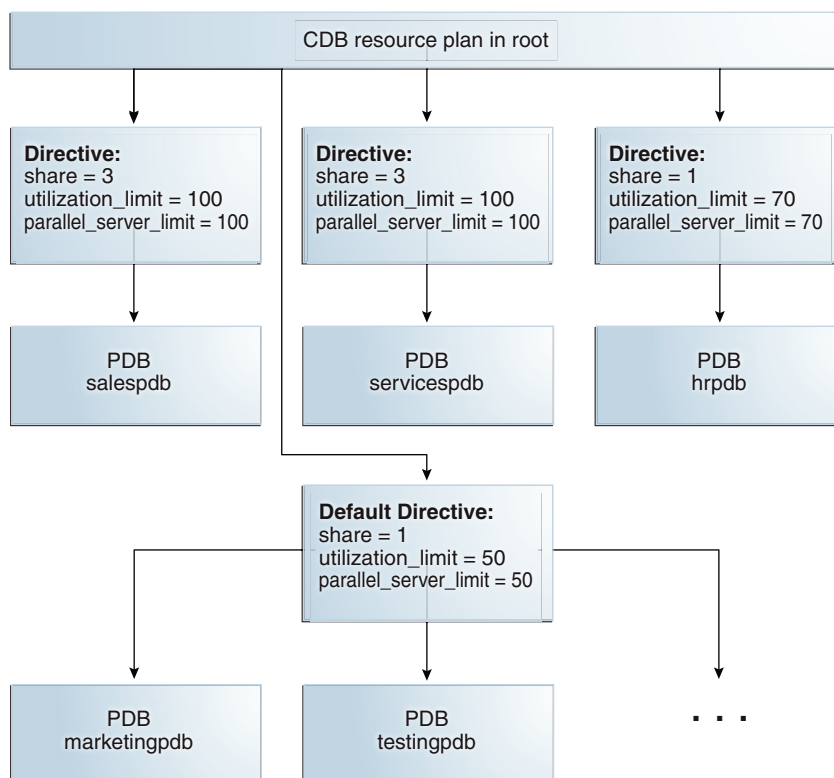 CDB resource plan in root
Directive:
share = 3
utilization_limit = 100
parallel_server_limit = 100
Directive:
share = 3
utilization_limit = 100
parallel_server_limit = 100
Directive:
share = 1
utilization_limit = 70
parallel_server_limit = 70
PDB
salespdb
PDB
servicespdb
PDB
hrpdb
Default Directive:
share = 1
utilization_limit = 50
parallel_server_limit = 50
PDB
marketingpdb
PDB
testingpdb
. . .